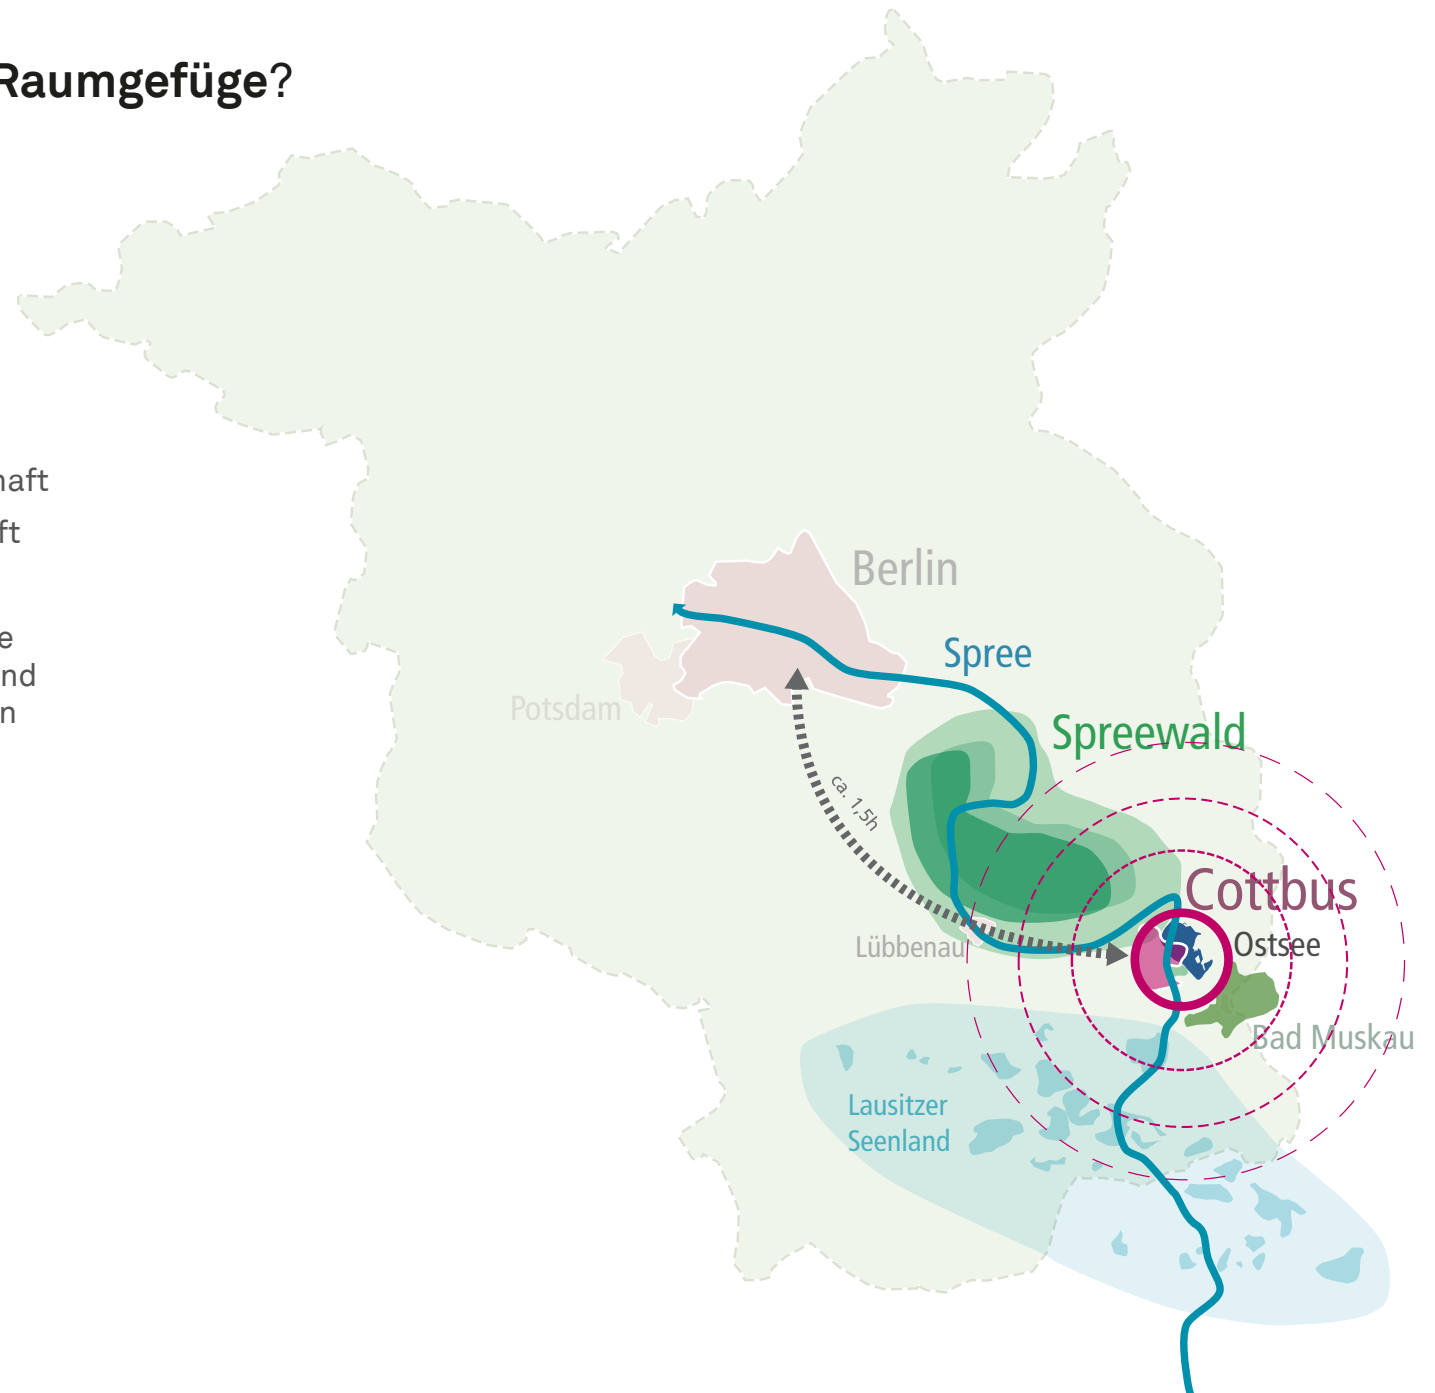 Raumgefüge?
haft
ft
e
nd
n
Berlin
Spree
Potsdam
Spreewald
ca. 1,5h
Cottbus
Lübbenau
Ostsee
Bad Muskau
Lausitzer
Seenland